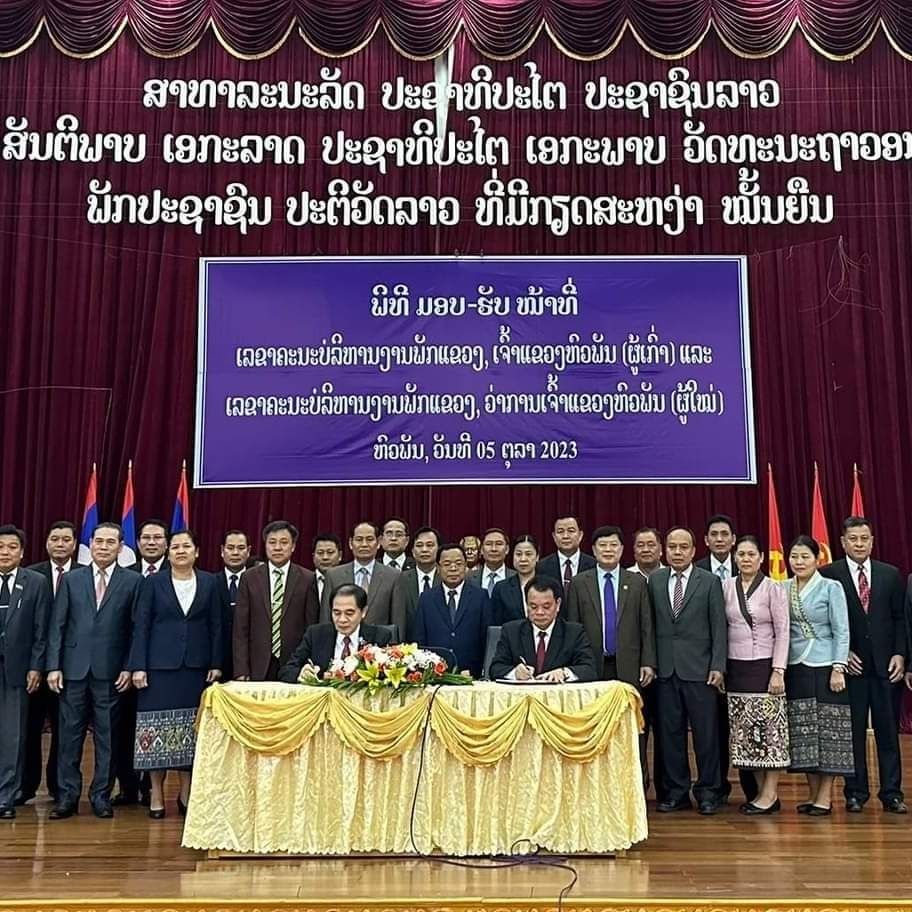 ສາທາລະນະລັດ ປະຊາທິປະໄຕ ປະຊາຊົນລາວ
ສັນຕິພາບ ເອກະລາດ ປະຊາທິປະໄຕ ເອກະພາບ ວັດທະນະຖາວອນ
ພັກປະຊາຊົນ ປະຕິວັດລາວ ທີ່ມີກຽດສະຫງ່າ ໝັ້ນຍືນ
ພິທີ ມອບ-ຮັບ ໜ້າທີ່
ເລຂາຄະນະບໍລິຫານງານພັກແຂວງ, ເຈົ້າແຂວງຫົວພັນ (ຜູ້ເກົ່າ) ແລະ
ເລຂາຄະນະບໍລິຫານງານພັກແຂວງ, ວ່າການເຈົ້າແຂວງຫົວພັນ (ຜູ້ໃໝ່)
ຫົວພັນ, ວັນທີ 05 ຕຸລາ 2023